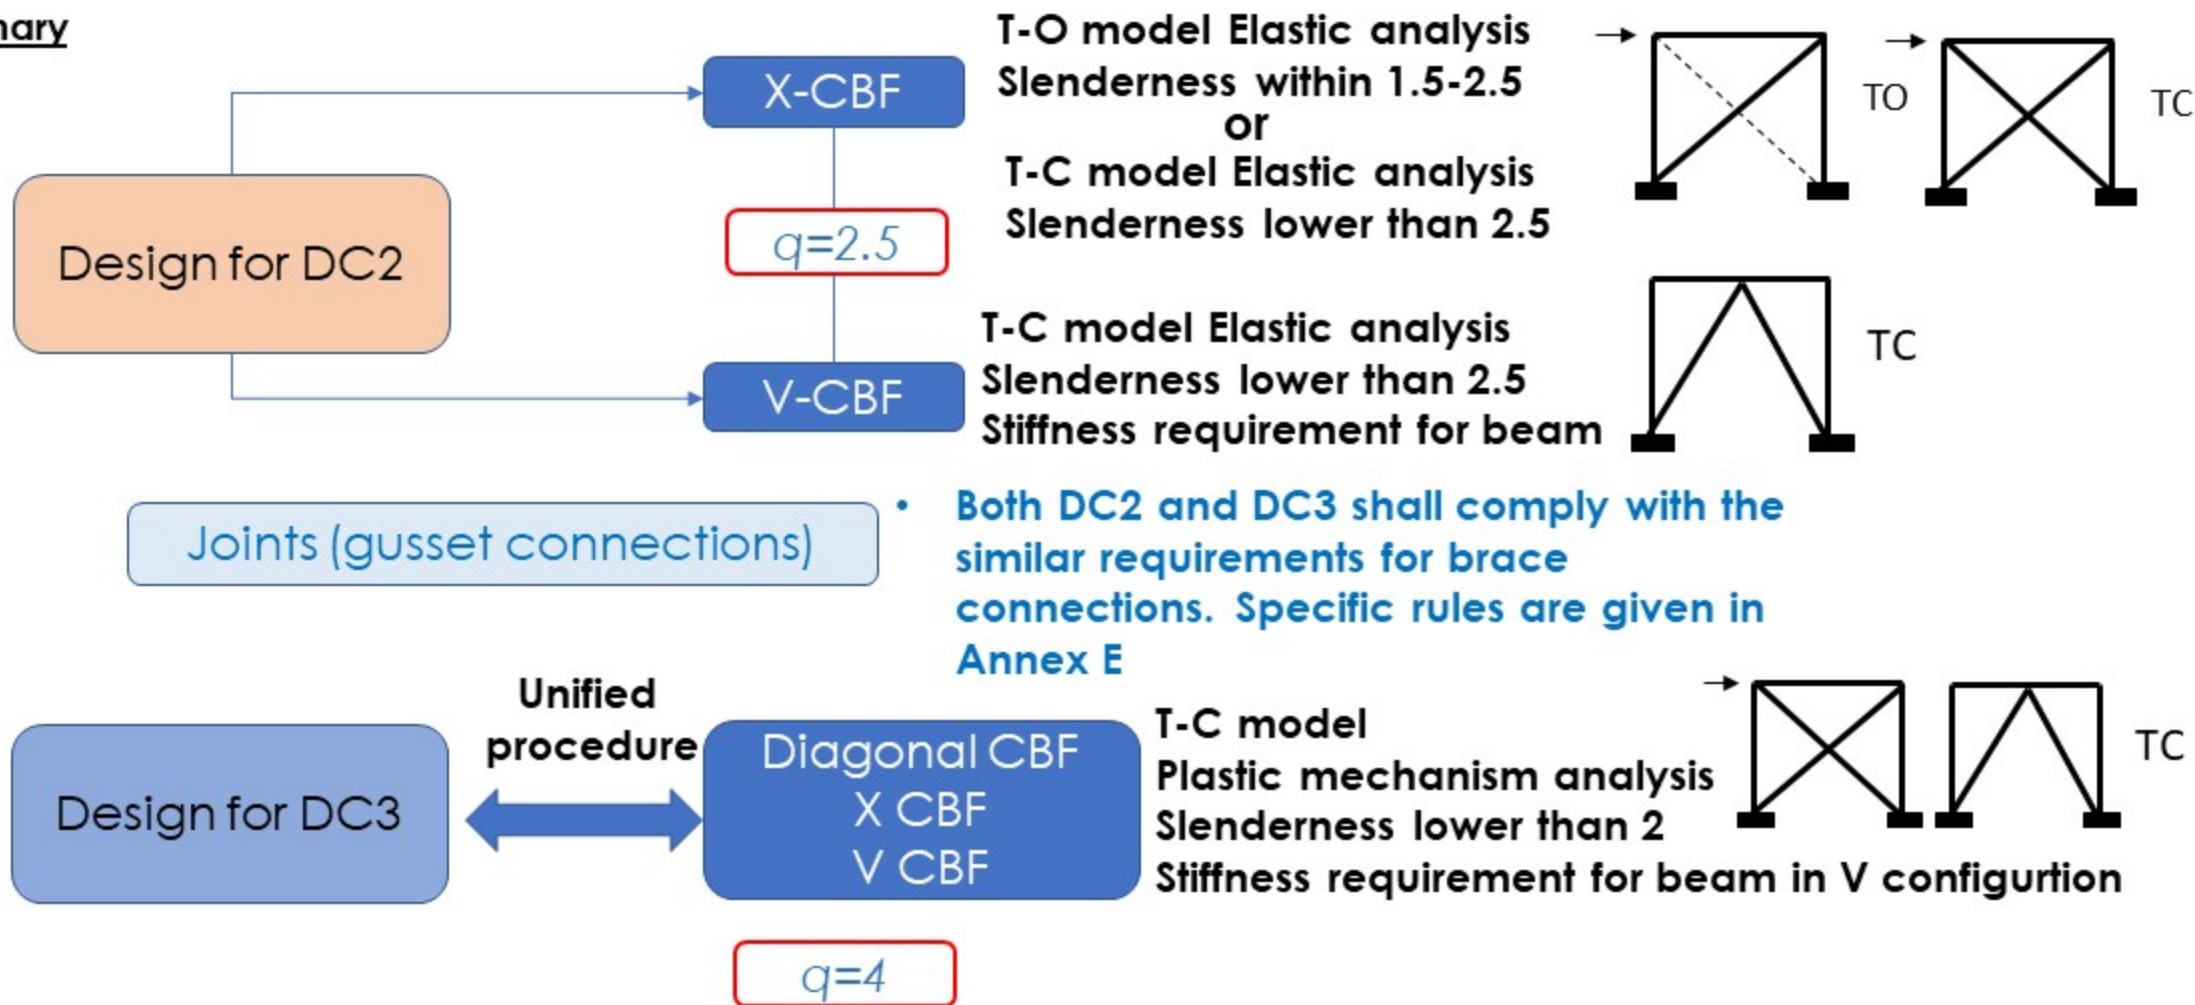 T-O model Elastic analysis
Slenderness within 1.5-2.5
or
T-C model Elastic analysis
Slenderness lower than 2.5
X-CBF
TO
TC
Design for DC2
q=2.5
T-C model Elastic analysis
Slenderness lower than 2.5
Stiffness requirement for beam
V-CBF
TC
Joints (gusset connections)
• Both DC2 and DC3 shall comply with the
similar requirements for brace
connections. Specific rules are given in
Annex E
Unified
procedure
Design for DC3
Diagonal CBF
X CBF
V CBF
T-C model
Plastic mechanism analysis
Slenderness lower than 2
Stiffness requirement for beam in V configurtion
TC
q=4